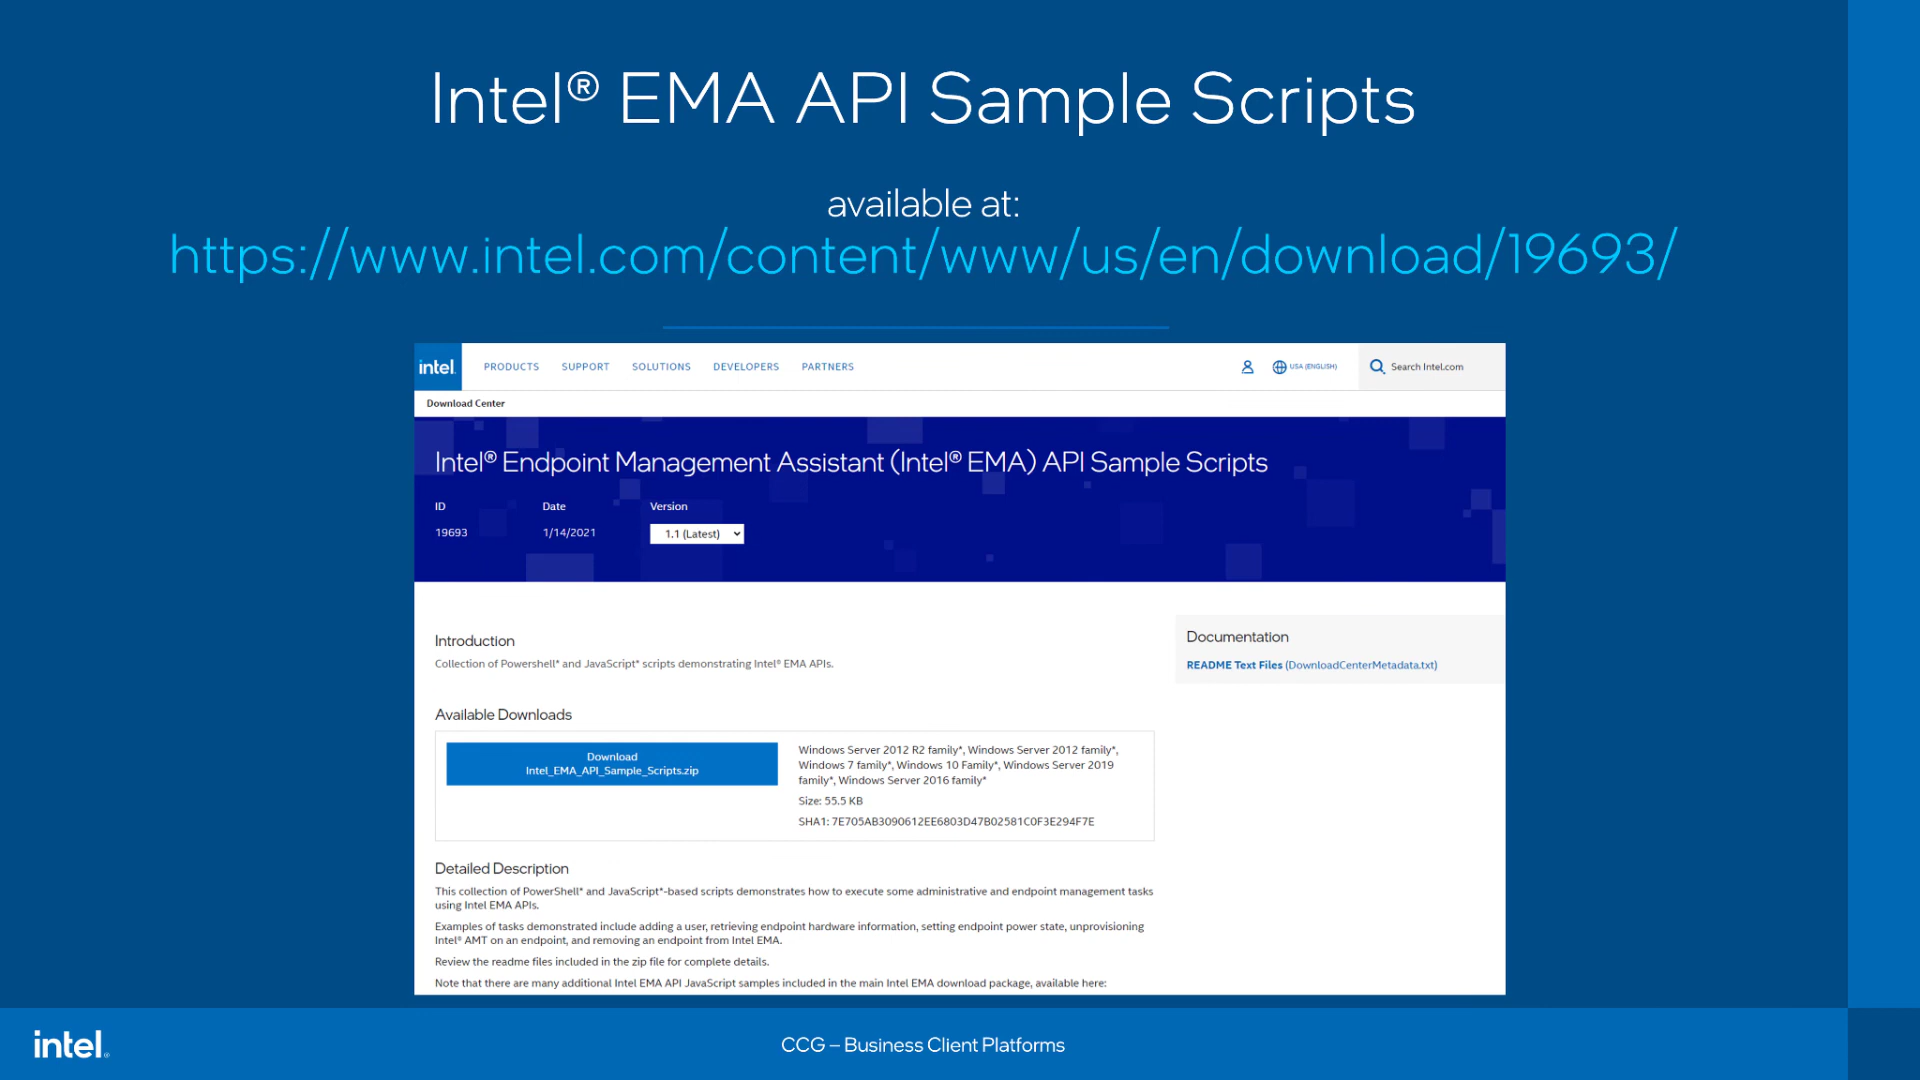 Intel® EMA API Sample Scripts
available at:
https://www.intel.com/content/www/us/en/download/19693/
intel.
PRODUCTS SUPPORT SOLUTIONS DEVELOPERS PARTNERS USA (ENGLISH) Search Intel.com
Download Center
Intel® Endpoint Management Assistant (Intel® EMA) API Sample Scripts
ID Date Version
19693 1/14/2021 1.1 (Latest)
Introduction
Collection of Powershell* and JavaScript* scripts demonstrating Intel® EMA APIs.
Documentation
README Text Files (DownloadCenterMetadata.txt)
Available Downloads
Download
Intel_EMA_API_Sample_Scripts.zip
Windows Server 2012 R2 family*, Windows Server 2012 family*,
Windows 7 family*, Windows 10 Family*, Windows Server 2019
family*, Windows Server 2016 family*
Size: 55.5 KB
SHA1: 7E705AB3090612EE6803D47B02581C0F3E294F7E
Detailed Description
This collection of PowerShell* and JavaScript*-based scripts demonstrates how to execute some administrative and endpoint management tasks
using Intel EMA APIs.
Examples of tasks demonstrated include adding a user, retrieving endpoint hardware information, setting endpoint power state, unprovisioning
Intel® AMT on an endpoint, and removing an endpoint from Intel EMA.
Review the readme files included in the zip file for complete details.
Note that there are many additional Intel EMA API JavaScript samples included in the main Intel EMA download package, available here:
intel®
CCG – Business Client Platforms